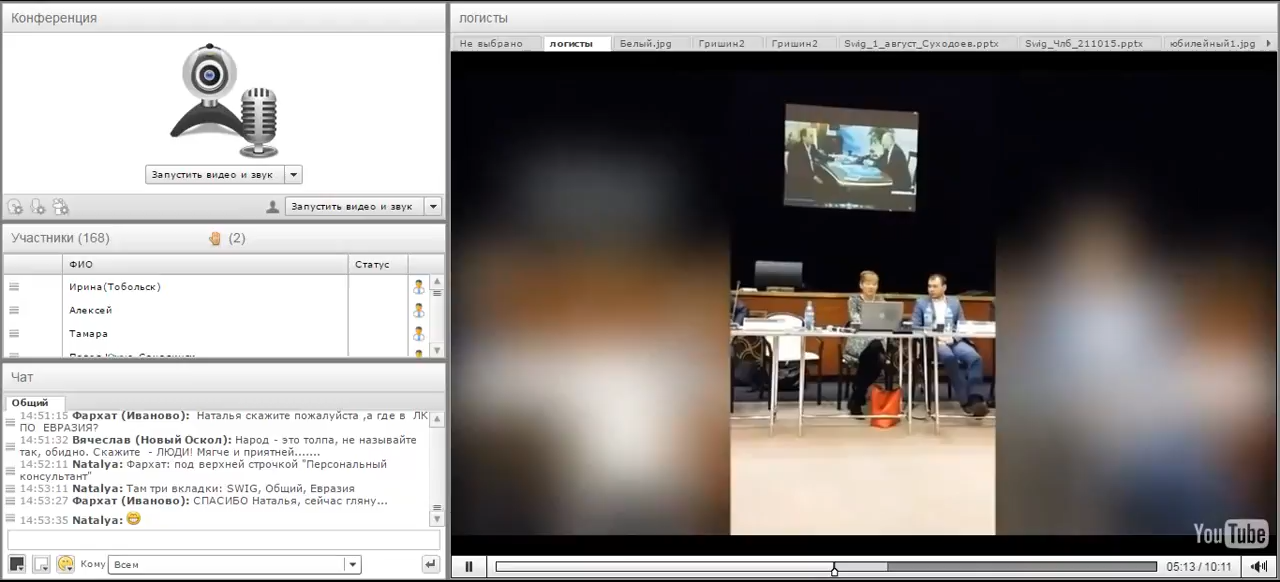 Конференция
Запустить видео и звук
Запустить видео и звук
Участники (168)
(2)
ФИО
Статус
Ирина(Тобольск)
Алексей
Тамара
Чат
Общий
14:51:15 Фархат (Иваново): Наталья скажите пожалуйста ,а где в ЛК
ПО ЕВРАЗИЯ?
14:51:32 Вячеслав (Новый Оскол): Народ - это толпа, не называйте
так, обидно. Скажите - ЛЮДИ! Мягче и приятней.......
14:52:11 Natalya: Фархат: под верхней строчкой "Персональный
консультант"
14:53:11 Natalya: Там три вкладки: SWIG, Общий, Евразия
14:53:27 Фархат (Иваново): СПАСИБО Наталья, сейчас гляну...
14:53:35 Natalya:
Кому
Всем
логисты
Не выбрано
логисты
Белый.jpg
Гришин2
Гришин2
Swig_1_август_Суходоев.pptx
Swig_Члб_211015.pptx
юбилейный1.jpg
YouTube
05:13 / 10:11